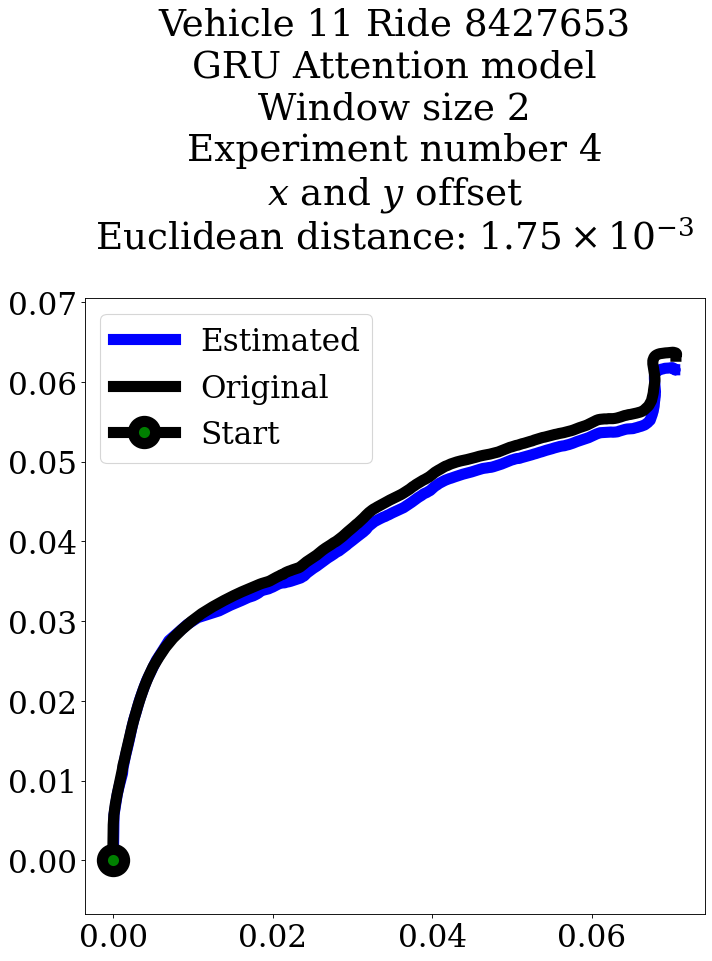 Vehicle 11 Ride 8427653
GRU Attention model
Window size 2
Experiment number 4
x and y offset
Euclidean distance: 1.75 × 10⁻³
0.07
Estimated
Original
Start
0.06
0.05
0.04
0.03
0.02
0.01
0.00
0.00 0.02 0.04 0.06